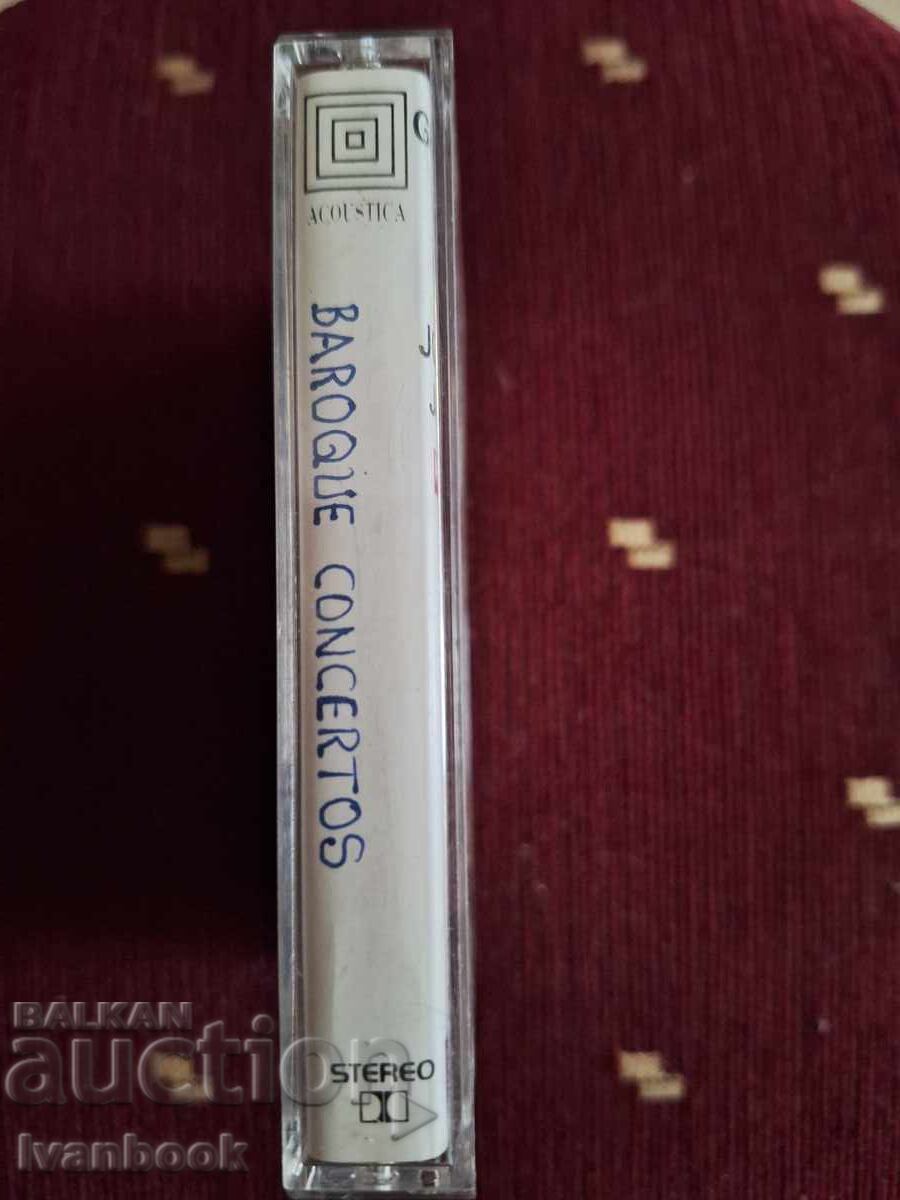 ACOUSTICA
G
BAROQUE CONCERTOS
STEREO
BALKAN
auction
Ivanbook